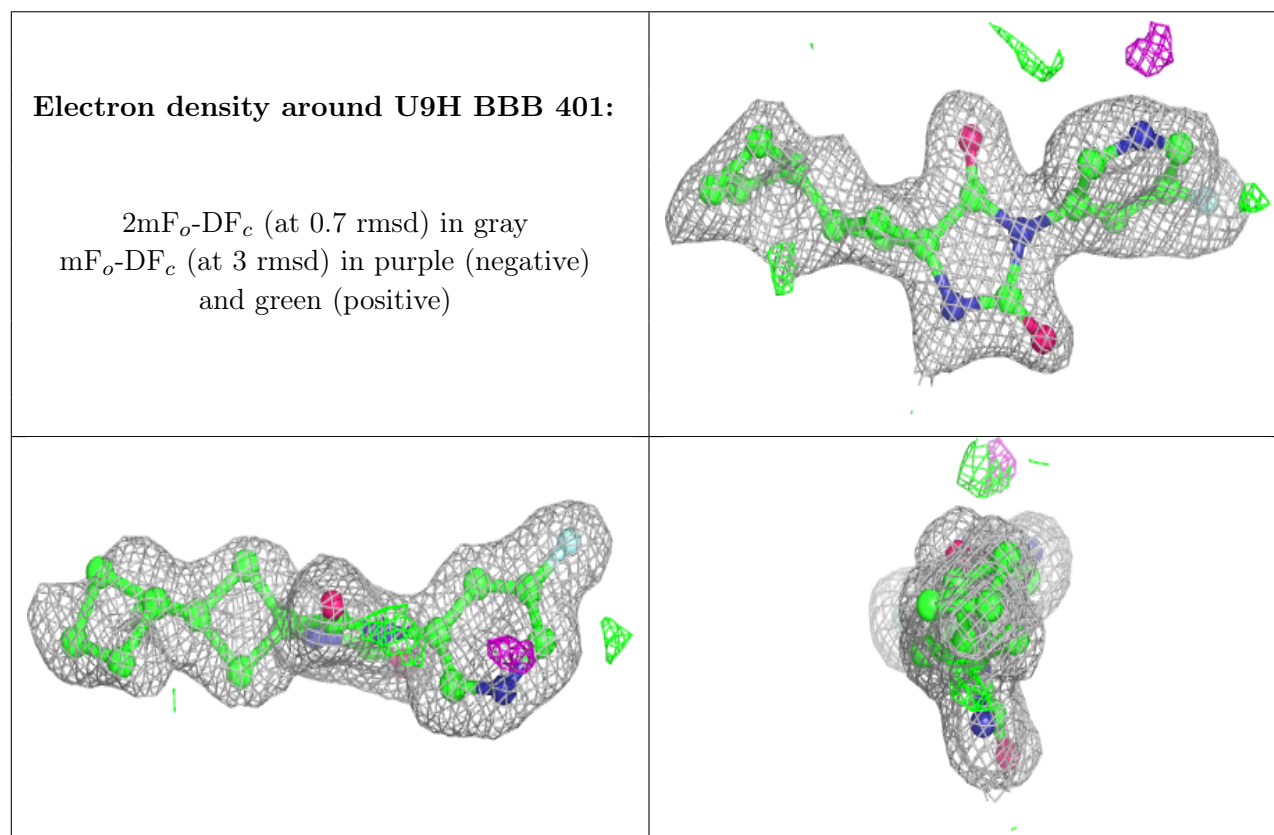 Electron density around U9H BBB 401:
2mFₒ-DF𝒸 (at 0.7 rmsd) in gray
mFₒ-DF𝒸 (at 3 rmsd) in purple (negative)
and green (positive)